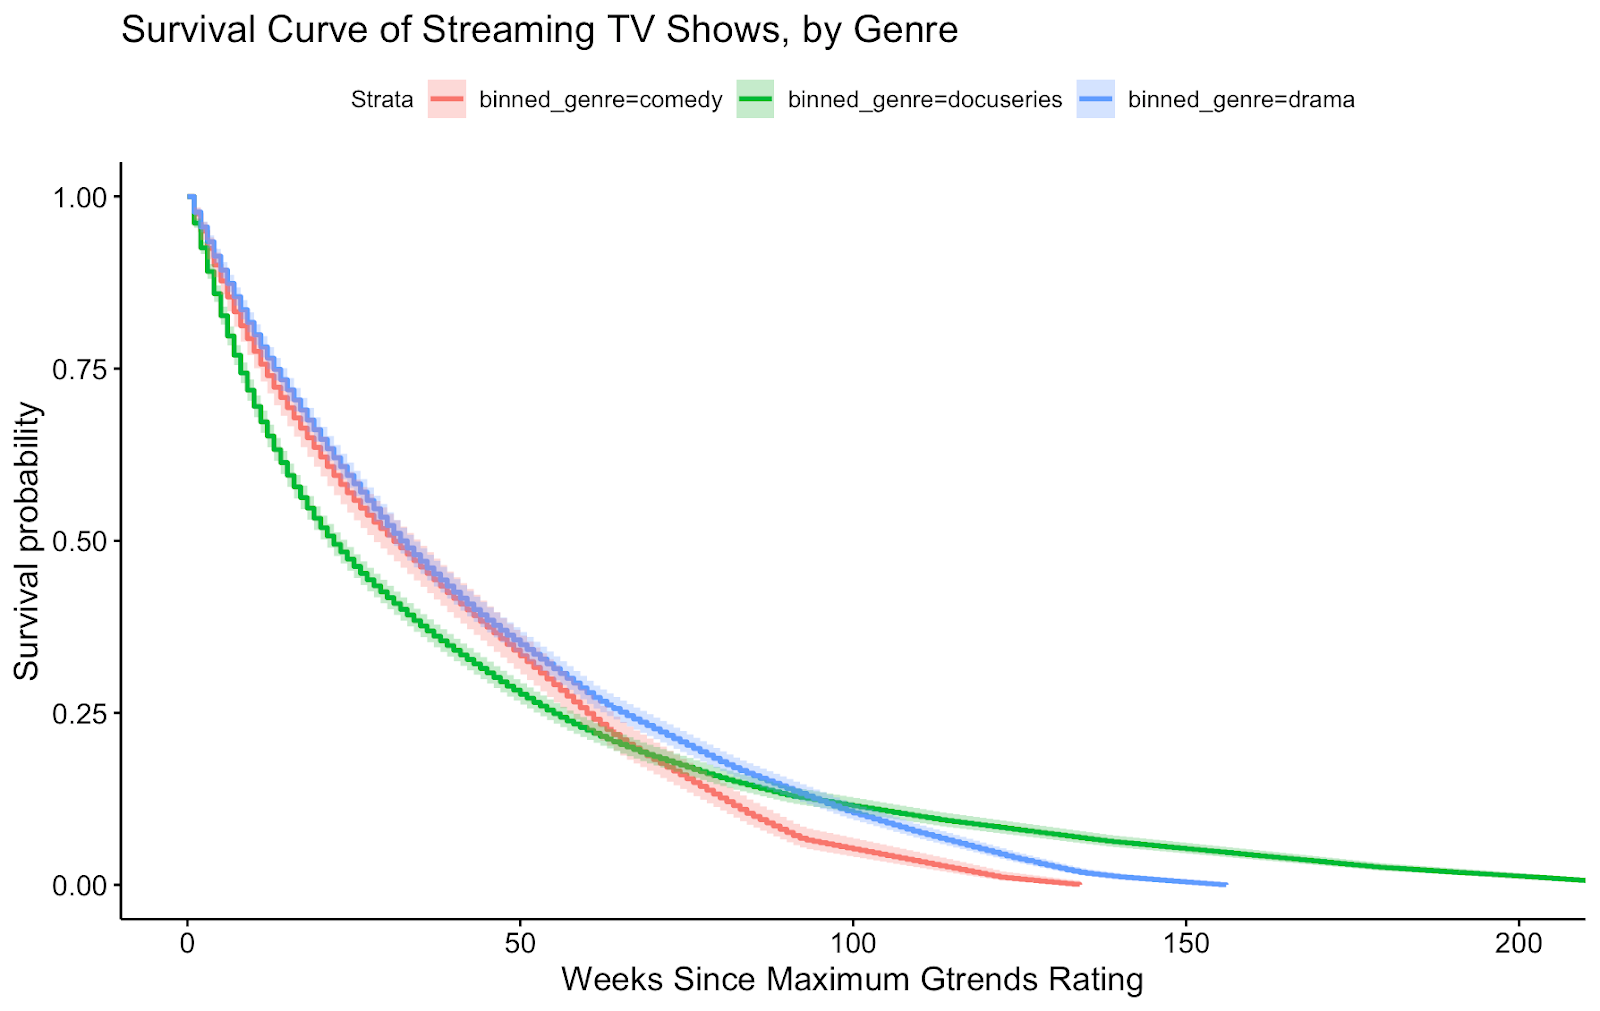 Survival Curve of Streaming TV Shows, by Genre
Strata binned_genre=comedy binned_genre=docuseries binned_genre=drama
1.00
0.75
0.50
0.25
0.00
Survival probability
0 50 100 150 200
Weeks Since Maximum Gtrends Rating